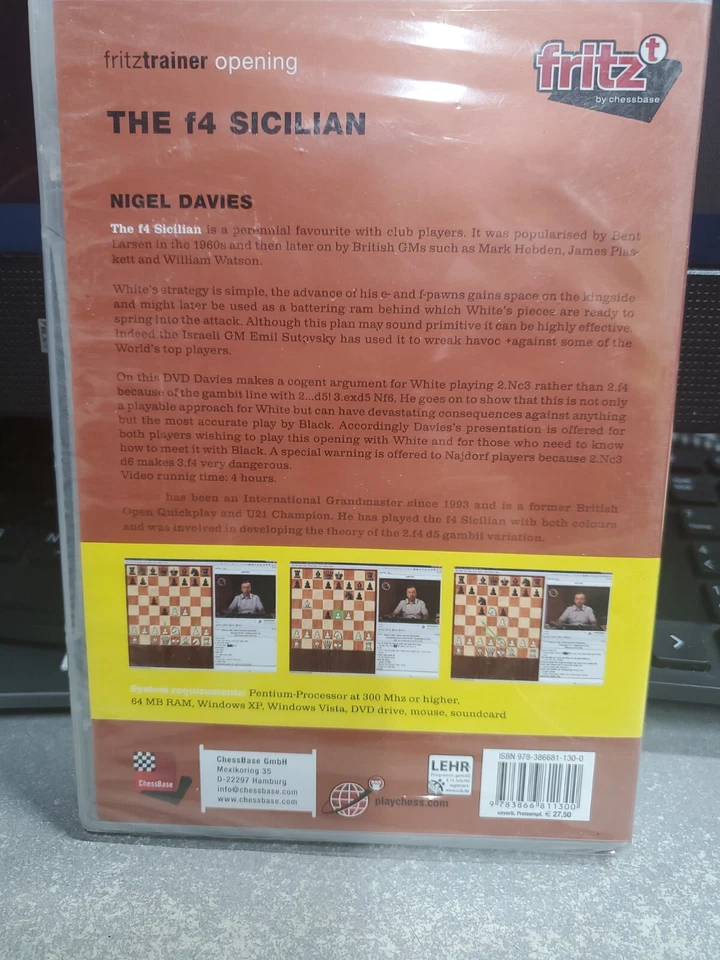 fritztrainer opening
fritz t
by chessbase
THE f4 SICILIAN
NIGEL DAVIES
The f4 Sicilian is a perennial favourite with club players. It was popularised by Bent
Larsen in the 1960s and then later on by British GMs such as Mark Hebden, James Plas-
kett and William Watson.
White's strategy is simple, the advance of his e- and f-pawns gains space on the kingside
and might later be used as a battering ram behind which White's pieces are ready to
spring into the attack. Although this plan may sound primitive it can be highly effective.
Indeed the Israeli GM Emil Sutovsky has used it to wreak havoc +against some of the
World's top players.
On this DVD Davies makes a cogent argument for White playing 2.Nc3 rather than 2.f4
because of the gambit line with 2...d5! 3.exd5 Nf6. He goes on to show that this is not only
a playable approach for White but can have devastating consequences against anything
but the most accurate play by Black. Accordingly Davies's presentation is offered for
both players wishing to play this opening with White and for those who need to know
how to meet it with Black. A special warning is offered to Najdorf players because 2.Nc3
d6 makes 3.f4 very dangerous.
Video runnig time: 4 hours.
has been an International Grandmaster since 1993 and is a former British
Open Quickplay and U21 Champion. He has played the f4 Sicilian with both colours
and was involved in developing the theory of the 2.f4 d5 gambit variation.
System requirements: Pentium-Processor at 300 Mhz or higher,
64 MB RAM, Windows XP, Windows Vista, DVD drive, mouse, soundcard
ChessBase
ChessBase GmbH
Mexikoring 35
D-22297 Hamburg
info@chessbase.com
www.chessbase.com
playchess.com
LEHR
Programm gemäß
§ 14 JuSchG
ISBN 978-386681-130-0
9 783866 811300
unverb. Preisempf. € 27,50